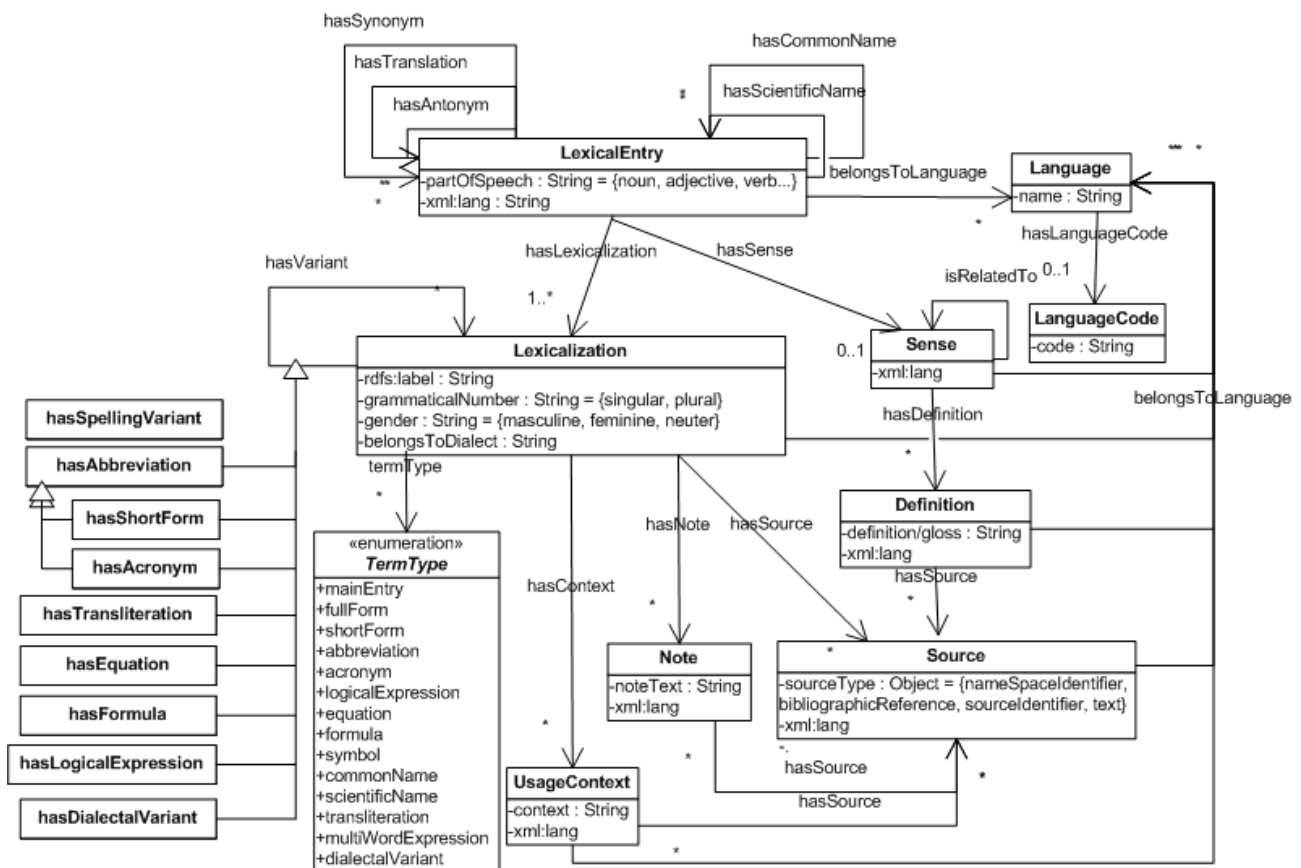 hasSynonym
hasTranslation
hasAntonym
hasCommonName
hasScientificName
**
LexicalEntry
-partOfSpeech : String = {noun, adjective, verb...}
-xml:lang : String
**
*
belongsToLanguage
*
*** *
Language
-name : String
hasLanguageCode
0..1
LanguageCode
-code : String
hasLexicalization
1..*
hasSense
isRelatedTo
0..1
Sense
-xml:lang
belongsToLanguage
hasVariant
*
Lexicalization
-rdfs:label : String
-grammaticalNumber : String = {singular, plural}
-gender : String = {masculine, feminine, neuter}
-belongsToDialect : String
hasSpellingVariant
hasAbbreviation
hasShortForm
hasAcronym
hasTransliteration
hasEquation
hasFormula
hasLogicalExpression
hasDialectalVariant
termType
*
«enumeration»
TermType
+mainEntry
+fullForm
+shortForm
+abbreviation
+acronym
+logicalExpression
+equation
+formula
+symbol
+commonName
+scientificName
+transliteration
+multiWordExpression
+dialectalVariant
hasContext
*
hasNote
*
hasSource
*
hasDefinition
*
Definition
-definition/gloss : String
-xml:lang
hasSource
*
Note
-noteText : String
-xml:lang
*
Source
-sourceType : Object = {nameSpaceIdentifier,
bibliographicReference, sourceIdentifier, text}
-xml:lang
hasSource
*
hasSource
UsageContext
-context : String
-xml:lang
*